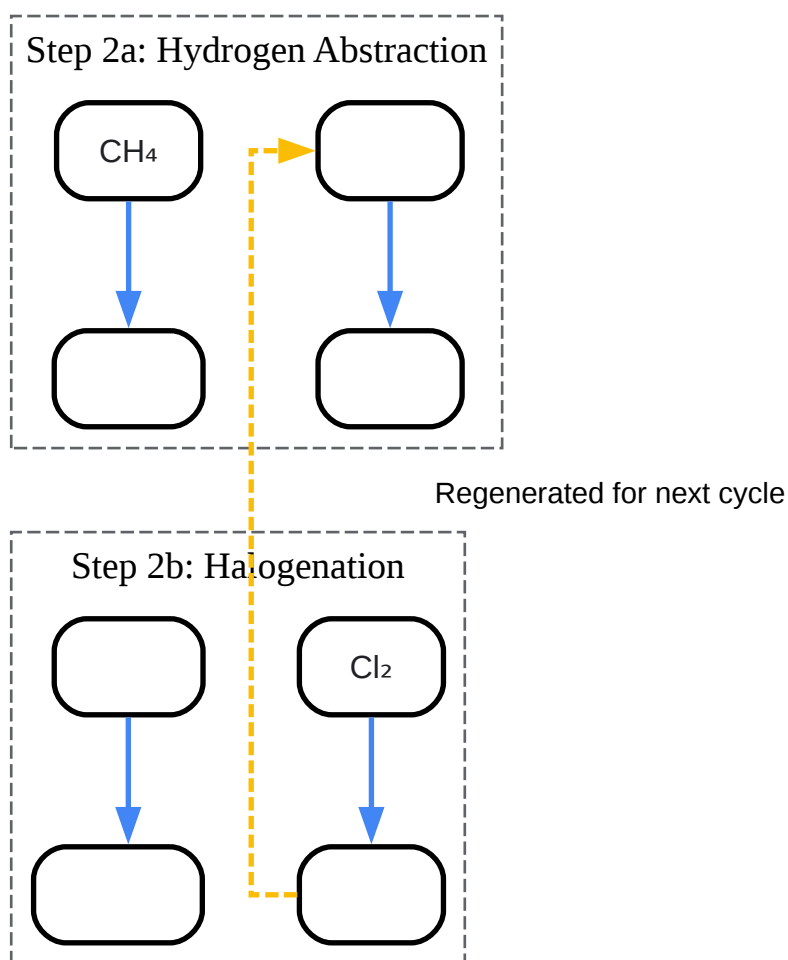 Step 2a: Hydrogen Abstraction
CH₄
Regenerated for next cycle
Step 2b: Halogenation
Cl₂